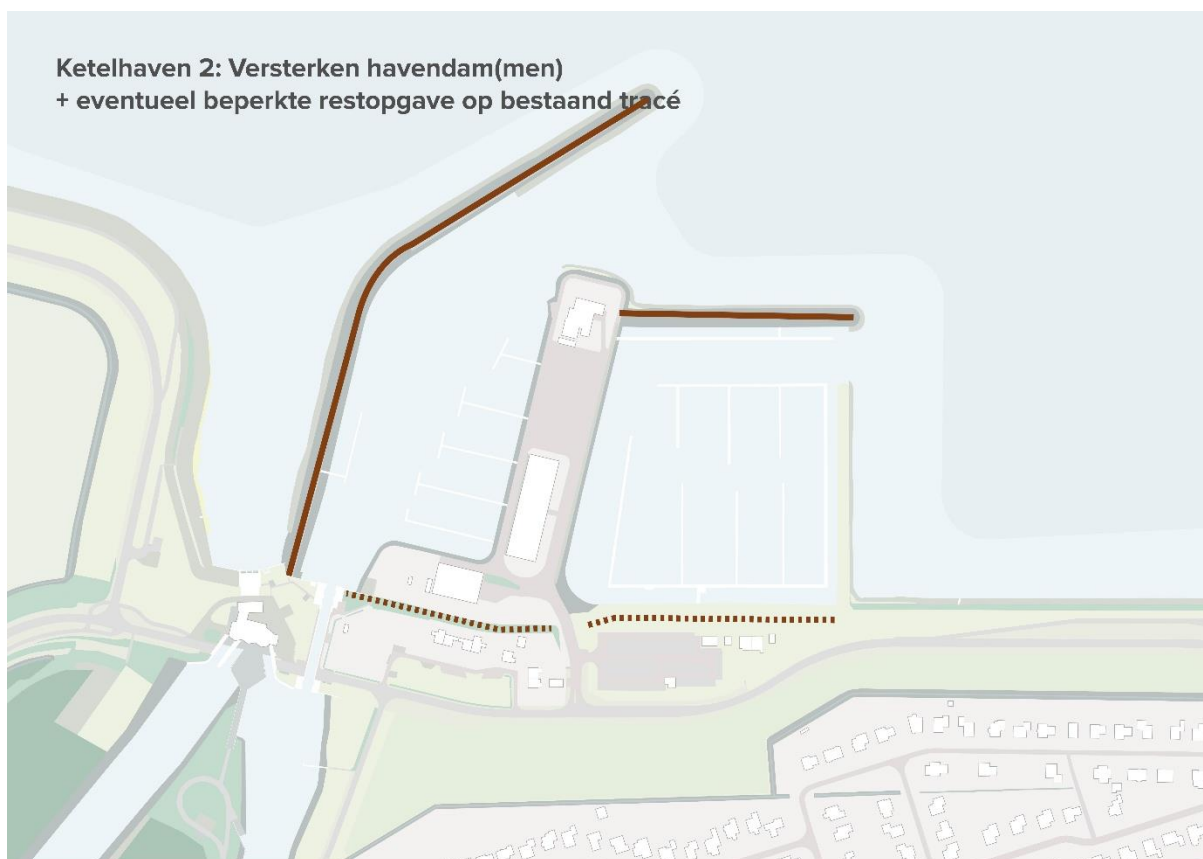 Ketelhaven 2: Versterken havendam(men)
+ eventueel beperkte restopgave op bestaand tracé